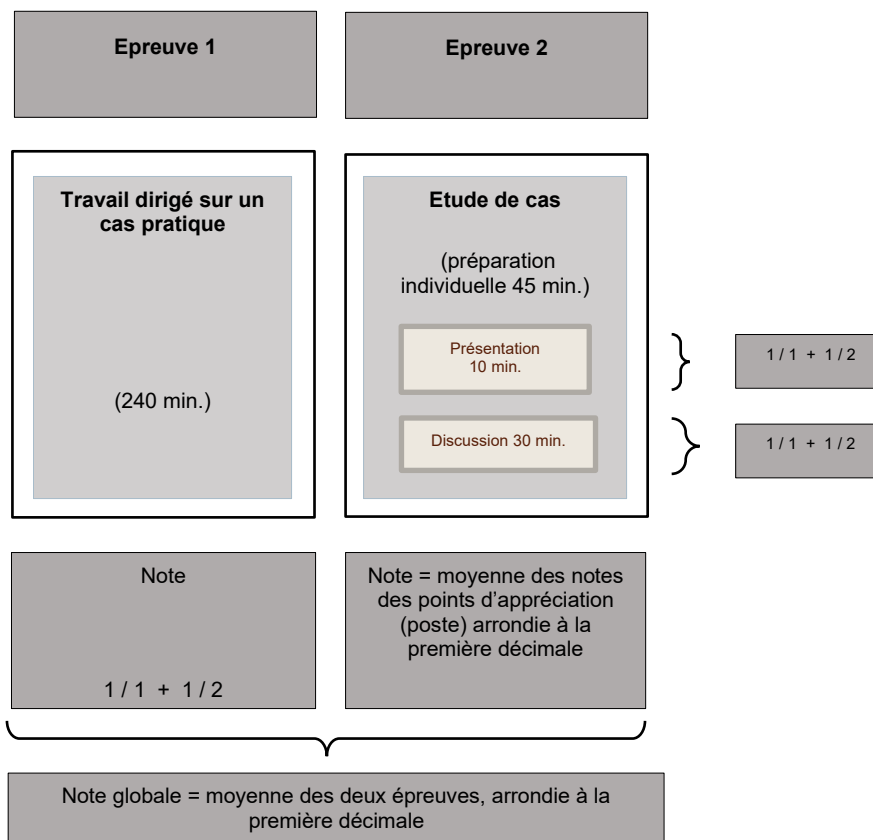 Epreuve 1
Epreuve 2
Travail dirigé sur un
cas pratique
(240 min.)
Etude de cas
(préparation
individuelle 45 min.)
Présentation
10 min.
1 / 1 + 1 / 2
Discussion 30 min.
1 / 1 + 1 / 2
Note
1 / 1 + 1 / 2
Note = moyenne des notes
des points d’appréciation
(poste) arrondie à la
première décimale
Note globale = moyenne des deux épreuves, arrondie à la
première décimale